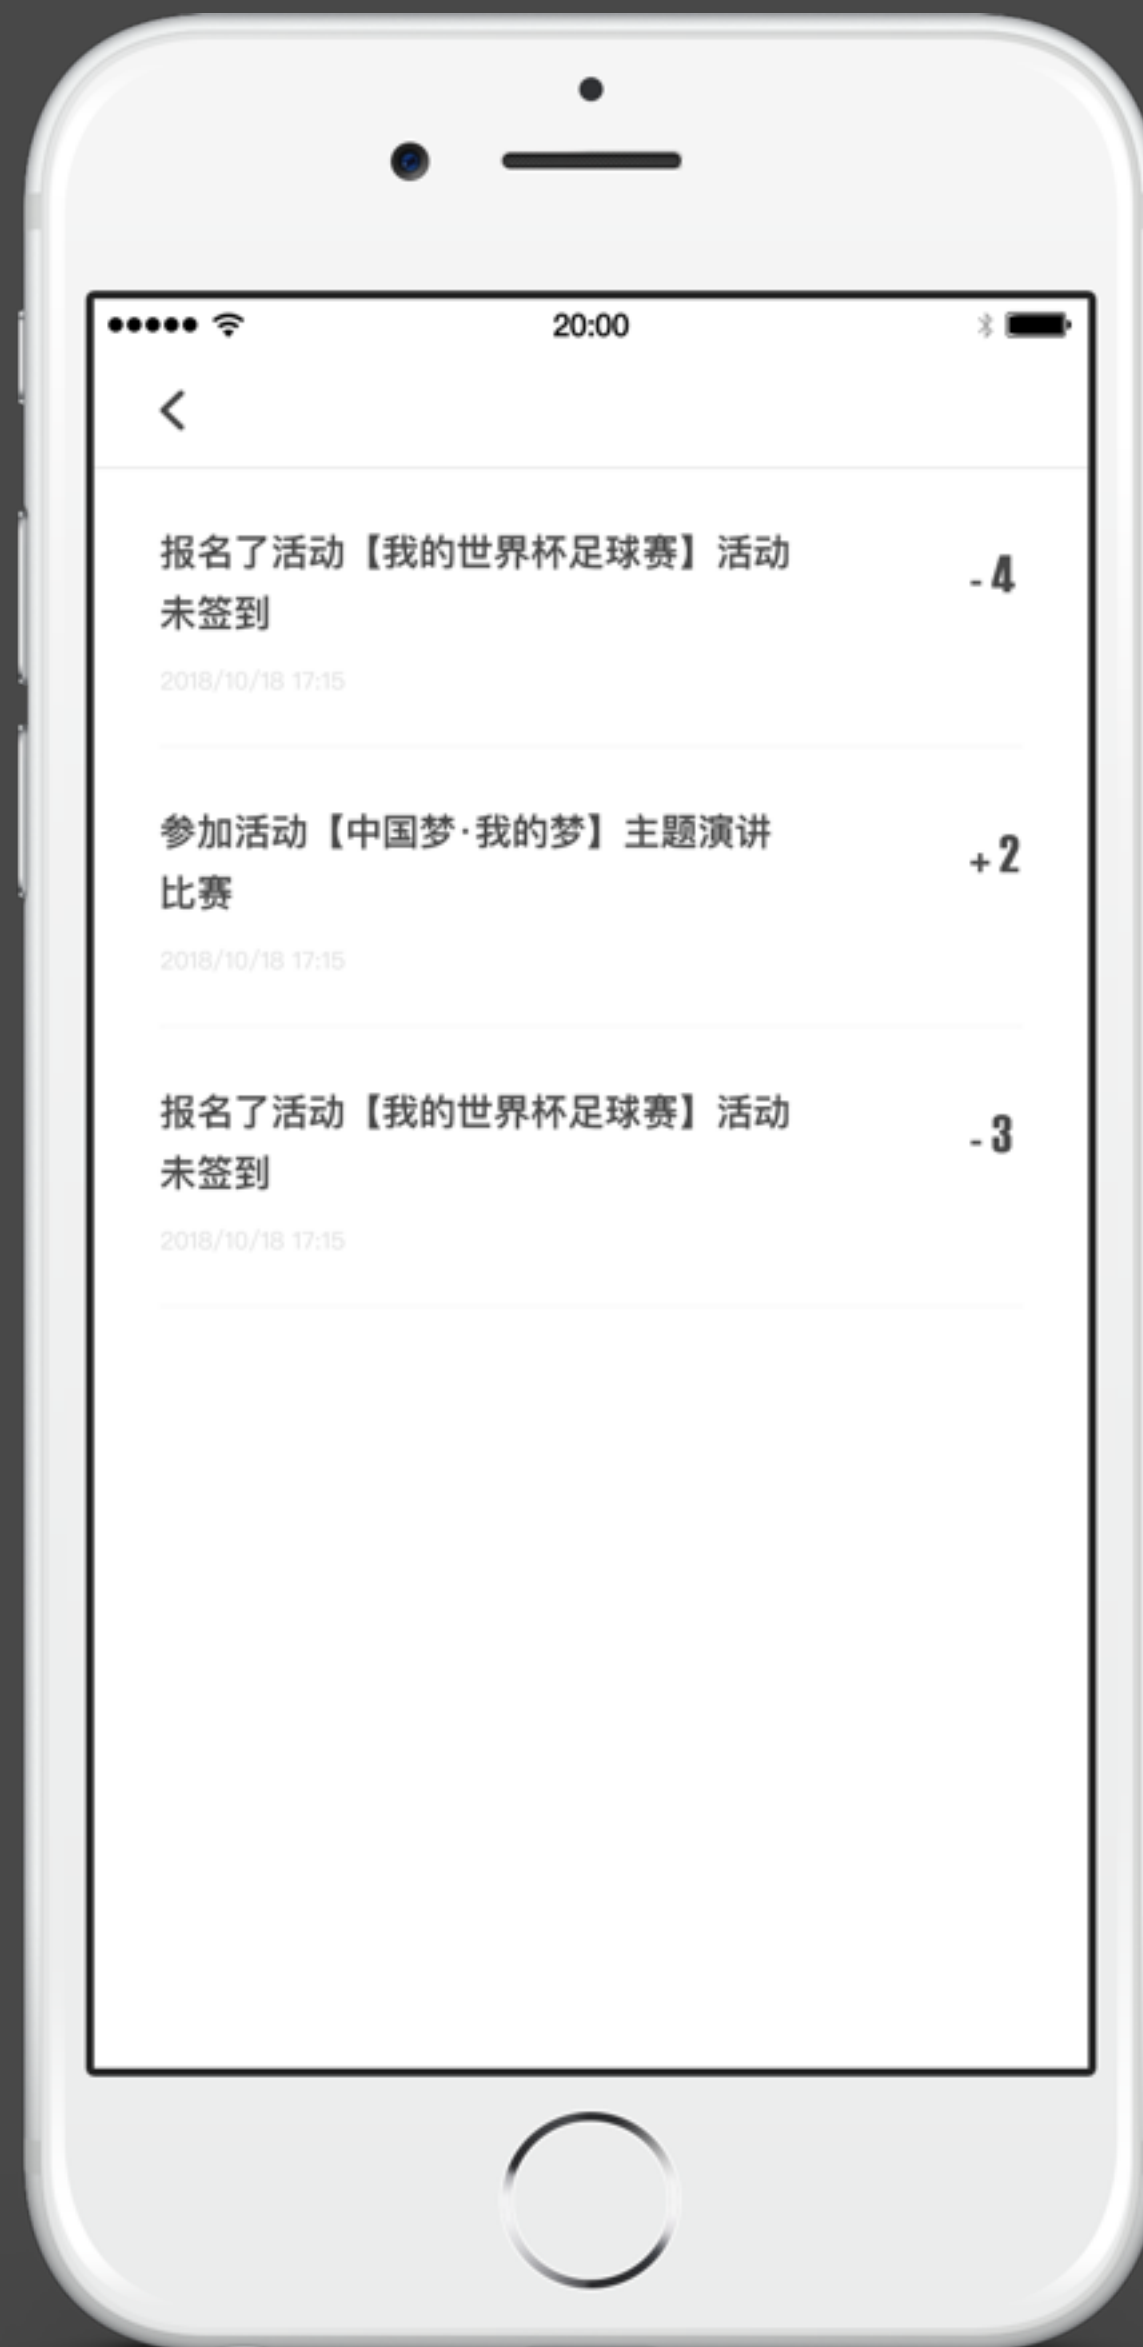 20:00
报名了活动【我的世界杯足球赛】活动
未签到
- 4
2018/10/18 17:15
参加活动【中国梦·我的梦】主题演讲
比赛
+ 2
2018/10/18 17:15
报名了活动【我的世界杯足球赛】活动
未签到
- 3
2018/10/18 17:15